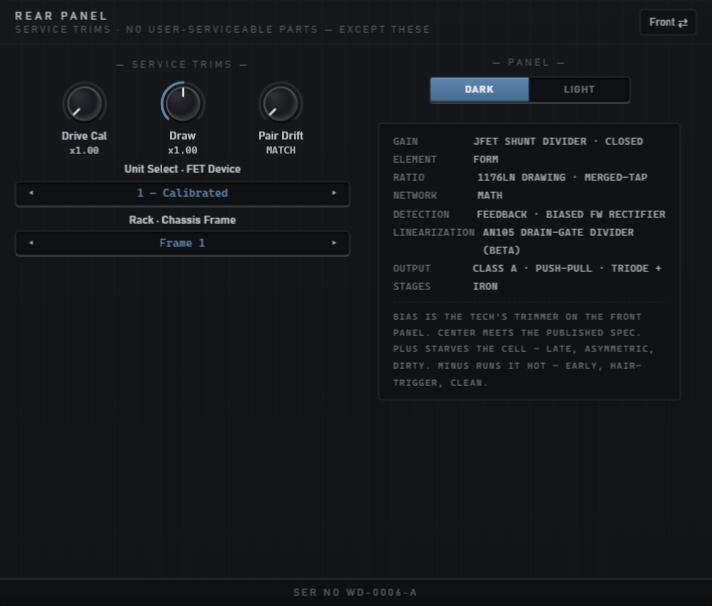 REAR PANEL
SERVICE TRIMS · NO USER-SERVICEABLE PARTS — EXCEPT THESE
Front ⇄
— SERVICE TRIMS —
Drive Cal
x1.00
Draw
x1.00
Pair Drift
MATCH
Unit Select · FET Device
◂ 1 — Calibrated ▸
Rack · Chassis Frame
◂ Frame 1 ▸
— PANEL —
DARK LIGHT
GAIN JFET SHUNT DIVIDER · CLOSED
ELEMENT FORM
RATIO 1176LN DRAWING · MERGED-TAP
NETWORK MATH
DETECTION FEEDBACK · BIASED FW RECTIFIER
LINEARIZATION AN105 DRAIN-GATE DIVIDER
(BETA)
OUTPUT CLASS A · PUSH-PULL · TRIODE +
STAGES IRON
BIAS IS THE TECH'S TRIMMER ON THE FRONT
PANEL. CENTER MEETS THE PUBLISHED SPEC.
PLUS STARVES THE CELL — LATE, ASYMMETRIC,
DIRTY. MINUS RUNS IT HOT — EARLY, HAIR-
TRIGGER, CLEAN.
SER NO WD-0006-A